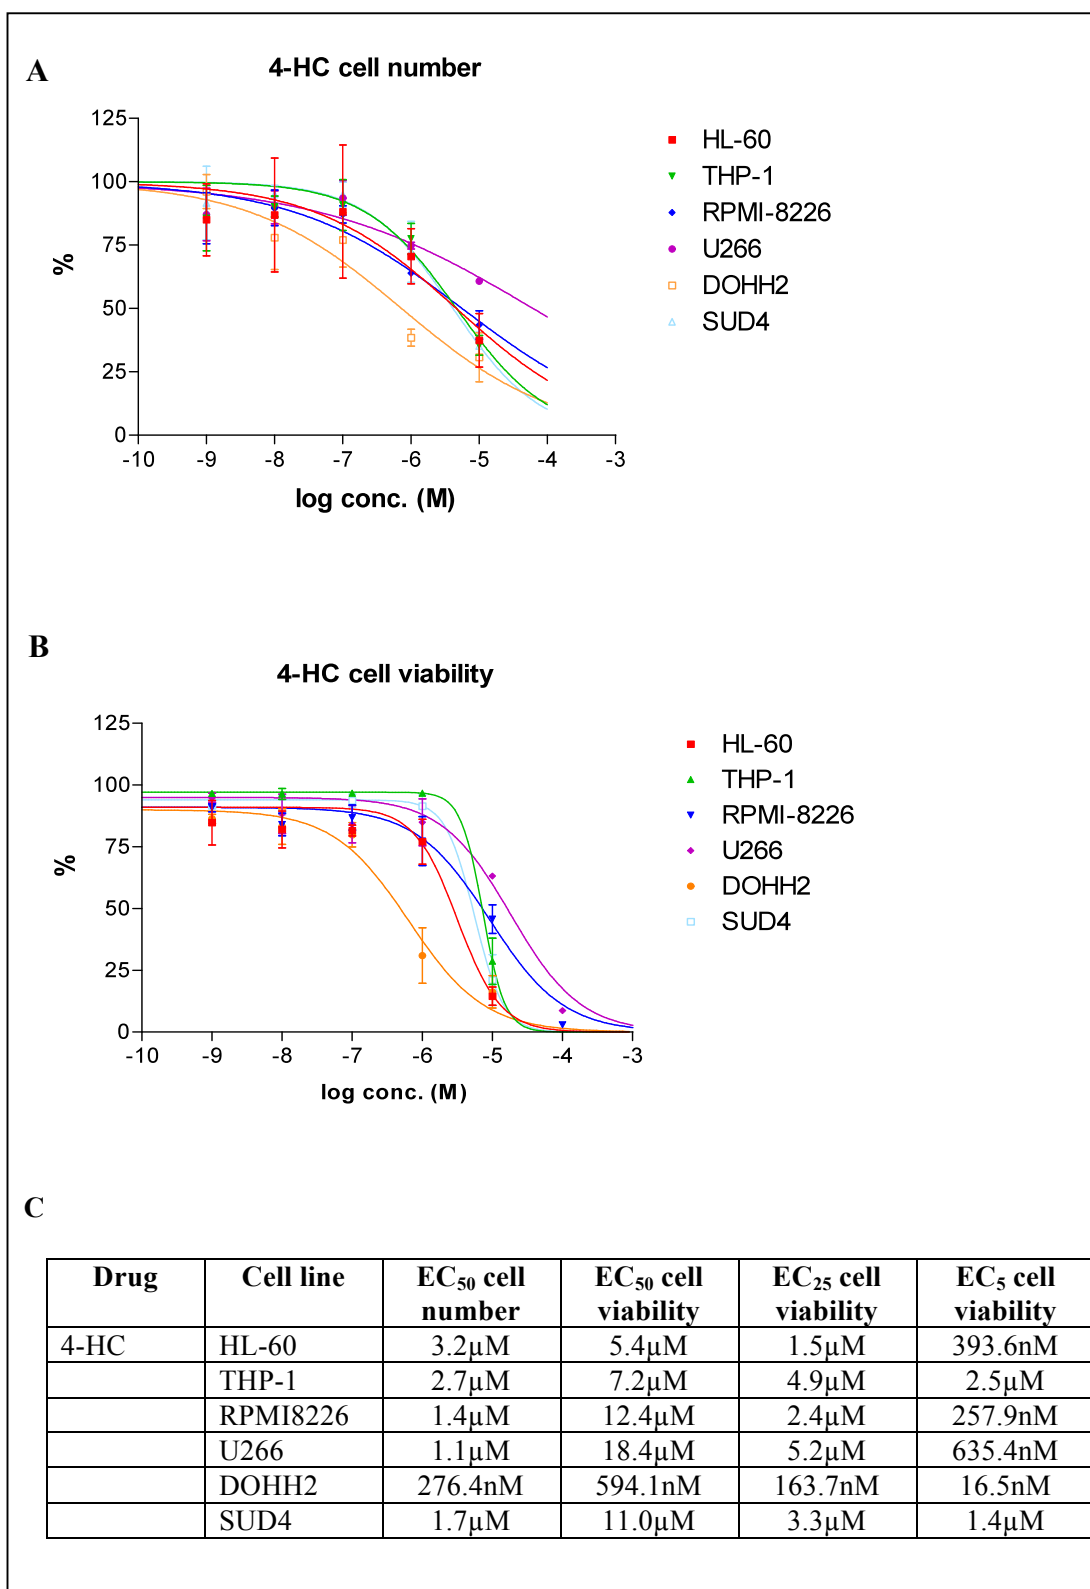 A
4-HC cell number
125
100
75
50
25
0
%
-10 -9 -8 -7 -6 -5 -4 -3
log conc. (M)
HL-60
THP-1
RPMI-8226
U266
DOHH2
SUD4
B
4-HC cell viability
125
100
75
50
25
0
%
-10 -9 -8 -7 -6 -5 -4 -3
log conc. (M)
HL-60
THP-1
RPMI-8226
U266
DOHH2
SUD4
C
Drug Cell line EC₅₀ cell number EC₅₀ cell viability EC₂₅ cell viability EC₅ cell viability
4-HC HL-60 3.2µM 5.4µM 1.5µM 393.6nM
THP-1 2.7µM 7.2µM 4.9µM 2.5µM
RPMI8226 1.4µM 12.4µM 2.4µM 257.9nM
U266 1.1µM 18.4µM 5.2µM 635.4nM
DOHH2 276.4nM 594.1nM 163.7nM 16.5nM
SUD4 1.7µM 11.0µM 3.3µM 1.4µM